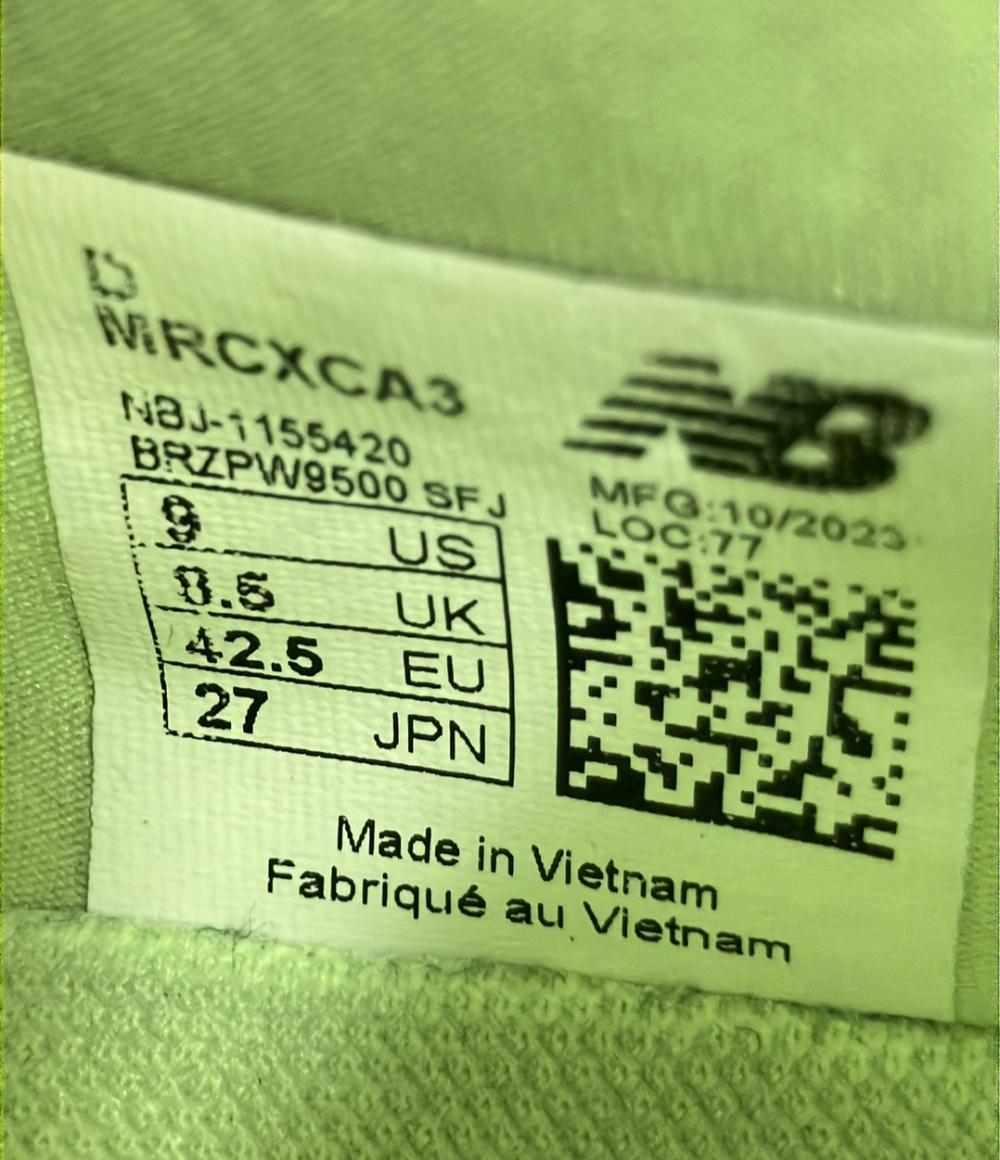 D
MRCXCA3
NBJ-1155420
BRZPW9500 SFJ
9 US
8.5 UK
42.5 EU
27 JPN
NB
MFG:10/2023
LOC:77
Made in Vietnam
Fabriqué au Vietnam